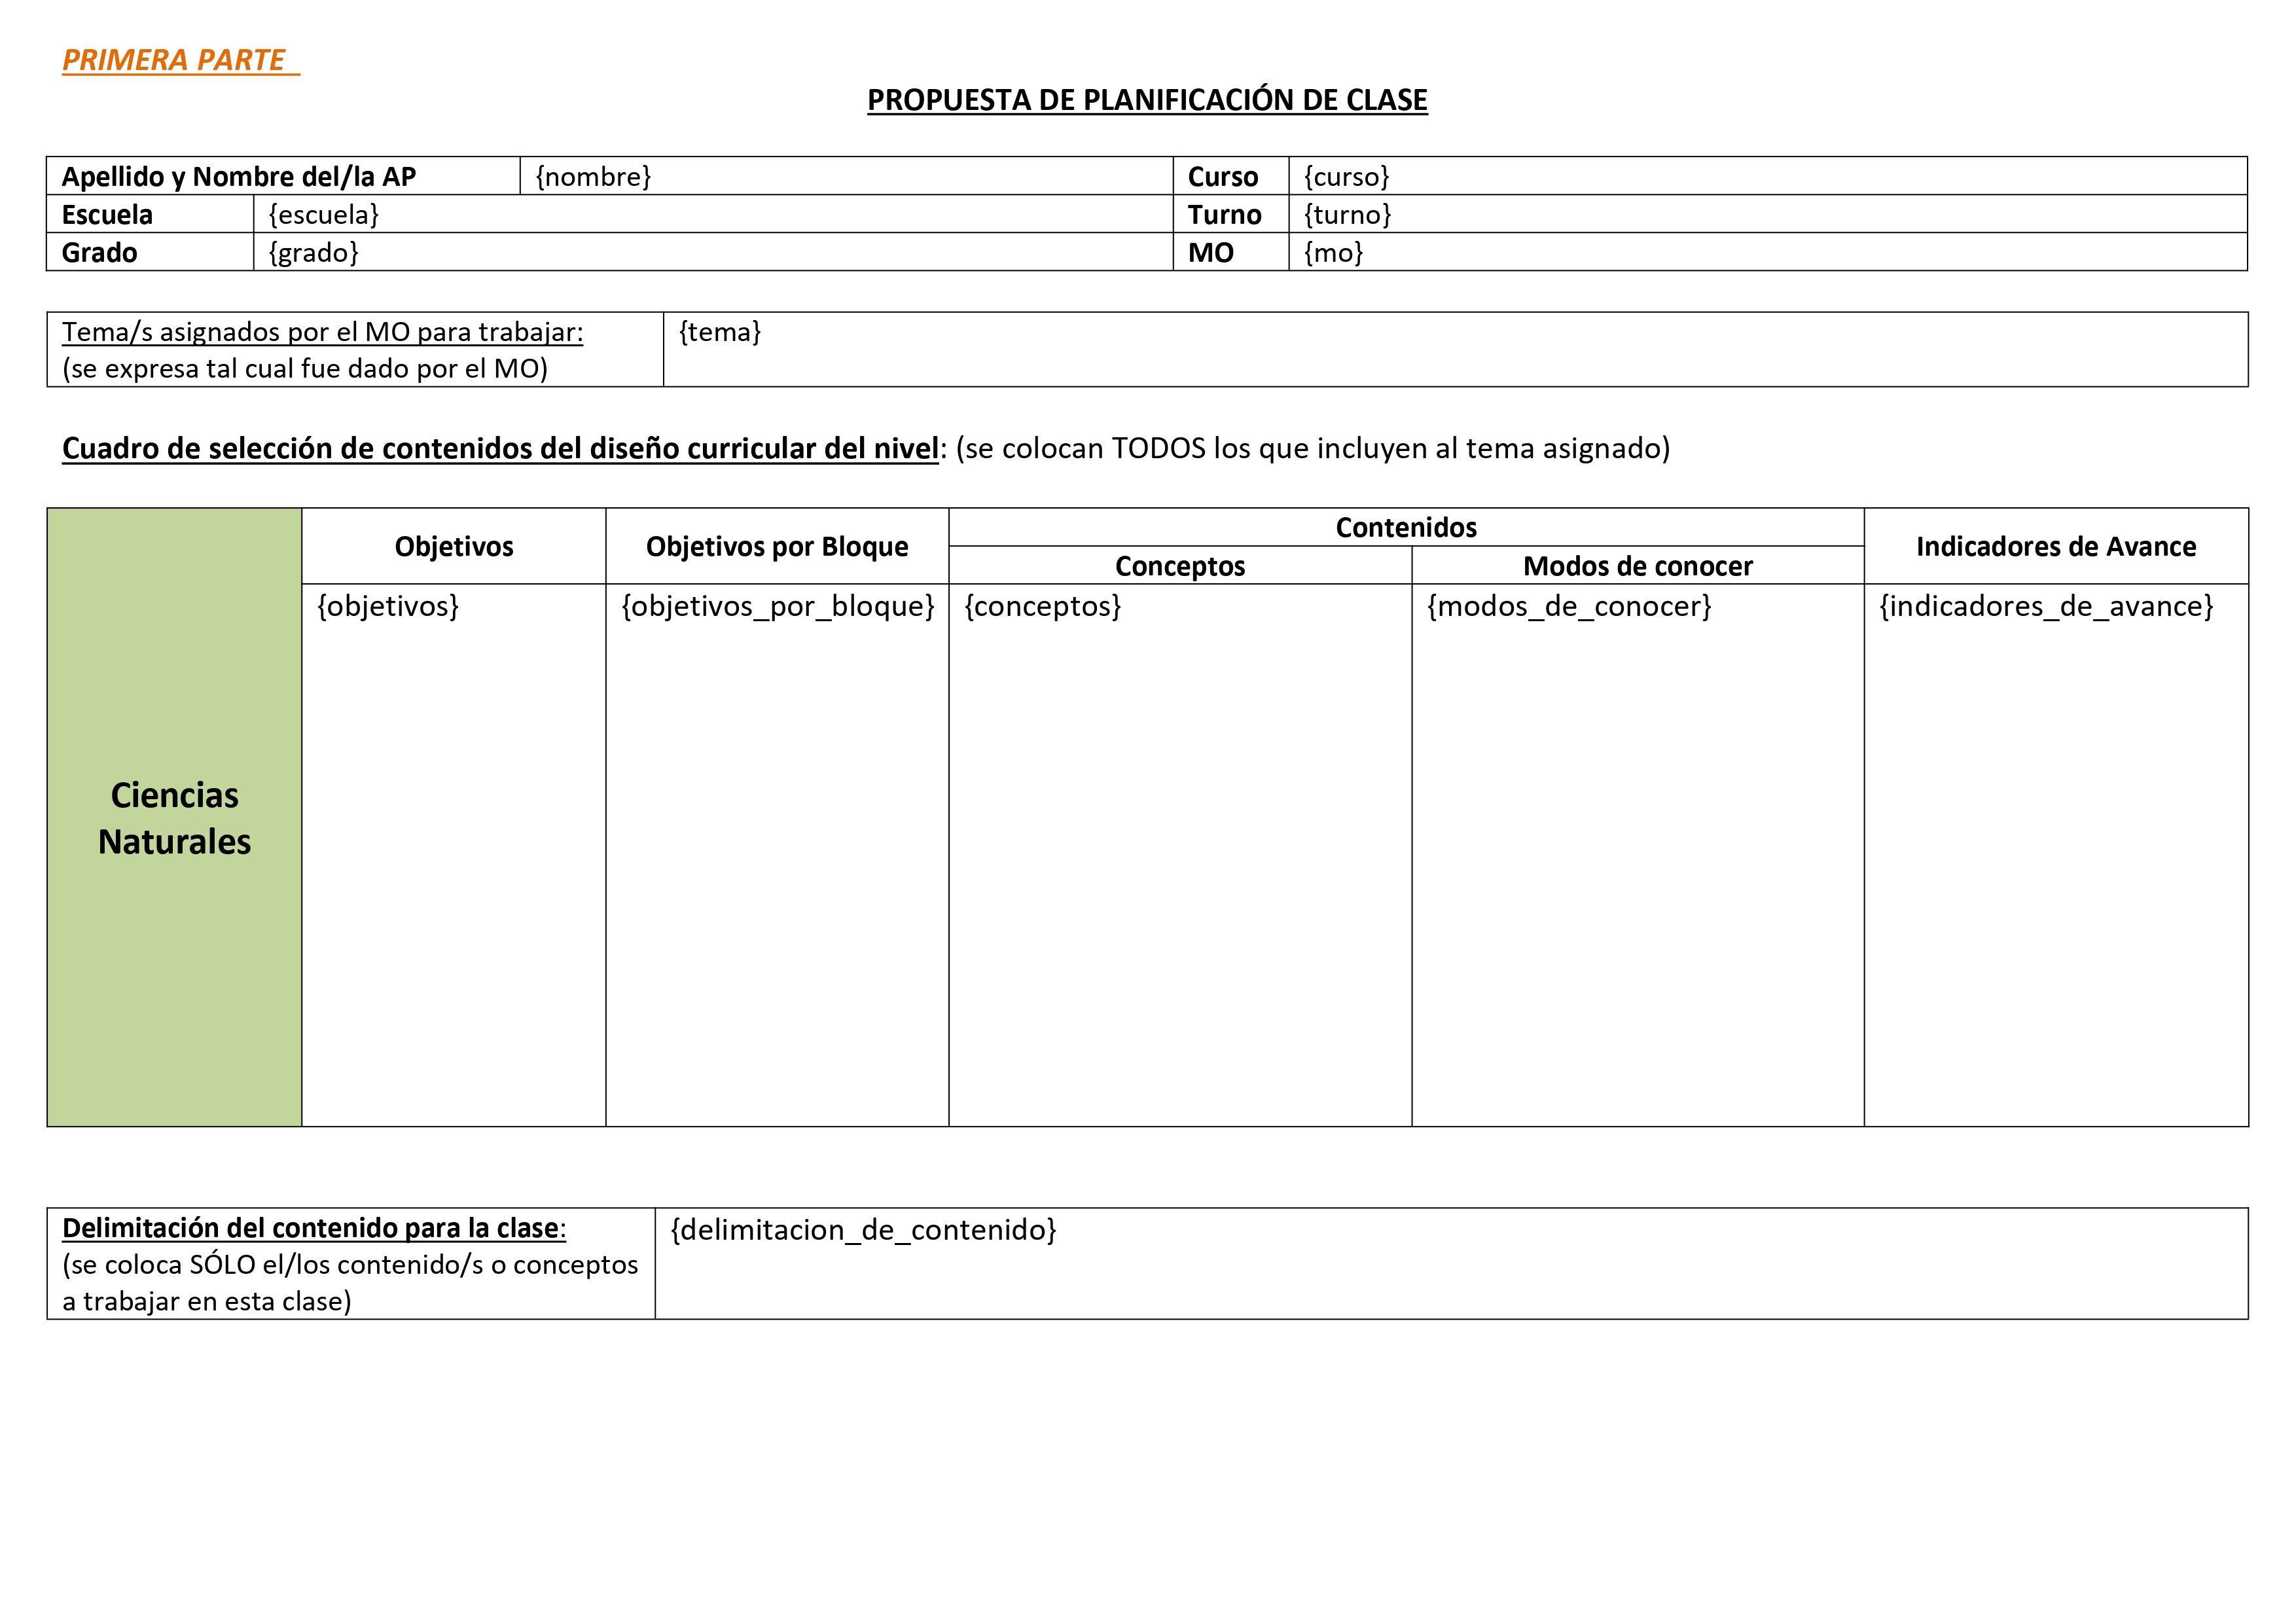 PRIMERA PARTE
PROPUESTA DE PLANIFICACIÓN DE CLASE
Apellido y Nombre del/la AP {nombre} Curso {curso}
Escuela {escuela} Turno {turno}
Grado {grado} MO {mo}
Tema/s asignados por el MO para trabajar: {tema}
(se expresa tal cual fue dado por el MO)
Cuadro de selección de contenidos del diseño curricular del nivel: (se colocan TODOS los que incluyen al tema asignado)
Contenidos
Objetivos Objetivos por Bloque Indicadores de Avance
Conceptos Modos de conocer
{objetivos} {objetivos_por_bloque} {conceptos} {modos_de_conocer} {indicadores_de_avance}
Ciencias
Naturales
Delimitación del contenido para la clase: {delimitacion_de_contenido}
(se coloca SÓLO el/los contenido/s o conceptos
a trabajar en esta clase)